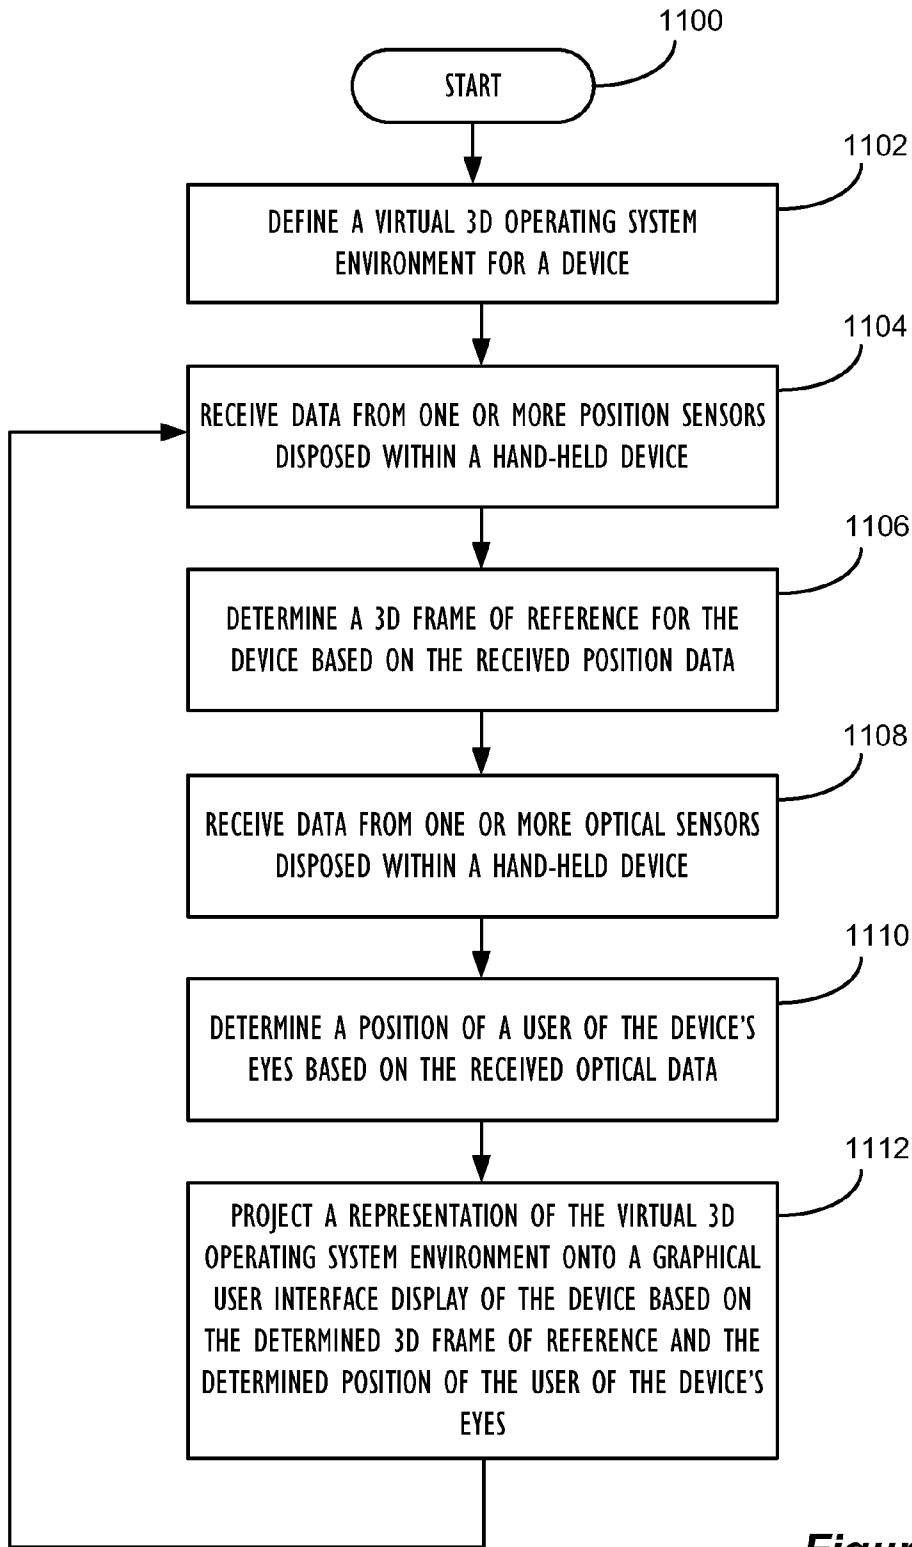 1100
START
1102
DEFINE A VIRTUAL 3D OPERATING SYSTEM
ENVIRONMENT FOR A DEVICE
1104
RECEIVE DATA FROM ONE OR MORE POSITION SENSORS
DISPOSED WITHIN A HAND-HELD DEVICE
1106
DETERMINE A 3D FRAME OF REFERENCE FOR THE
DEVICE BASED ON THE RECEIVED POSITION DATA
1108
RECEIVE DATA FROM ONE OR MORE OPTICAL SENSORS
DISPOSED WITHIN A HAND-HELD DEVICE
1110
DETERMINE A POSITION OF A USER OF THE DEVICE'S
EYES BASED ON THE RECEIVED OPTICAL DATA
1112
PROJECT A REPRESENTATION OF THE VIRTUAL 3D
OPERATING SYSTEM ENVIRONMENT ONTO A GRAPHICAL
USER INTERFACE DISPLAY OF THE DEVICE BASED ON
THE DETERMINED 3D FRAME OF REFERENCE AND THE
DETERMINED POSITION OF THE USER OF THE DEVICE'S
EYES